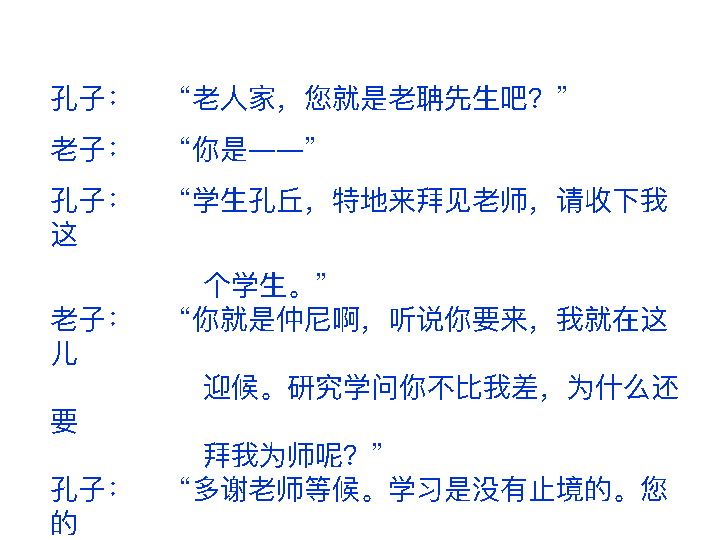 孔子： “老人家，您就是老聃先生吧？”
老子： “你是——”
孔子： “学生孔丘，特地来拜见老师，请收下我
这
个学生。”
老子： “你就是仲尼啊，听说你要来，我就在这
儿
迎候。研究学问你不比我差，为什么还
要
拜我为师呢？”
孔子： “多谢老师等候。学习是没有止境的。您
的